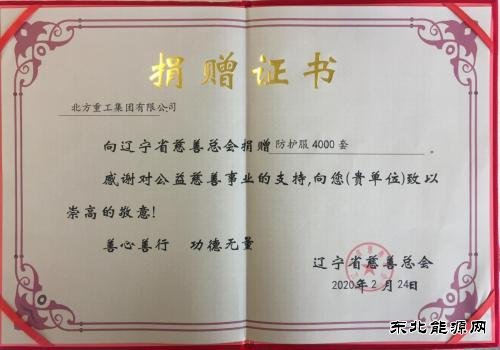 捐赠证书
北方重工集团有限公司
向辽宁省慈善总会捐赠防护服4000套。
感谢对公益慈善事业的支持,向您(贵单位)致以
崇高的敬意!
善心善行 功德无量
辽宁省慈善总会
2020年2月24日
东北能源网